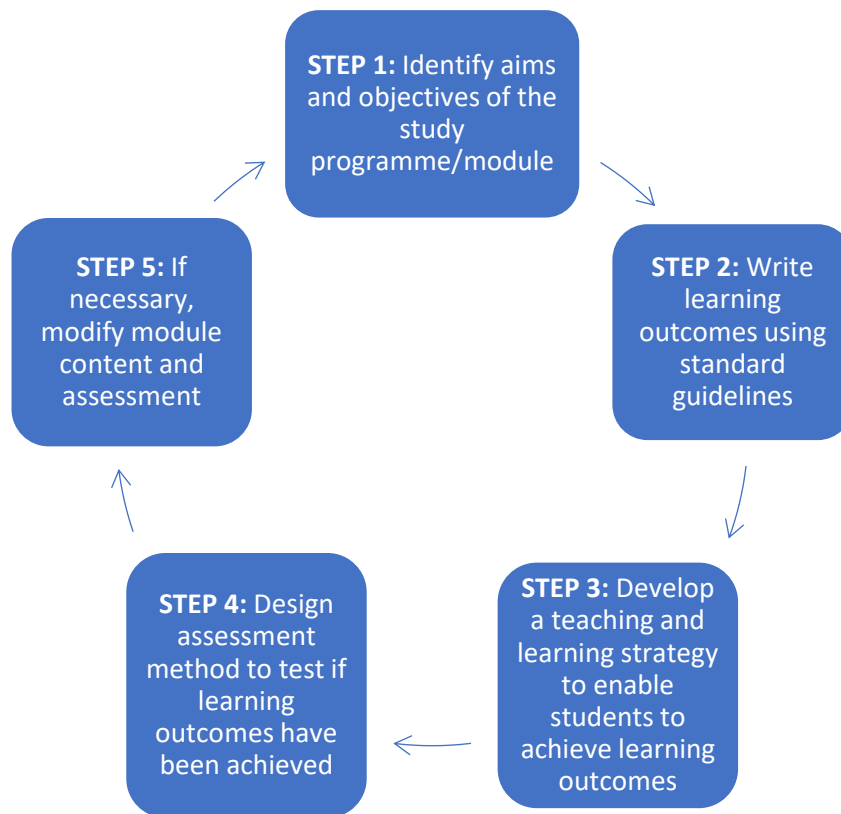 STEP 1: Identify aims
and objectives of the
study
programme/module
STEP 2: Write
learning
outcomes using
standard
guidelines
STEP 3: Develop
a teaching and
learning strategy
to enable
students to
achieve learning
outcomes
STEP 4: Design
assessment
method to test if
learning
outcomes have
been achieved
STEP 5: If
necessary,
modify module
content and
assessment